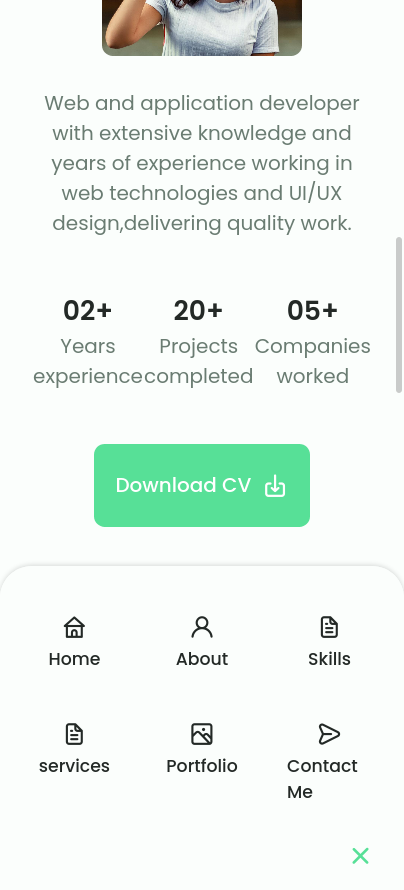 Web and application developer
with extensive knowledge and
years of experience working in
web technologies and UI/UX
design,delivering quality work.
02+ 20+ 05+
Years Projects Companies
experience completed worked
Download CV
Home About Skills
services Portfolio Contact
Me